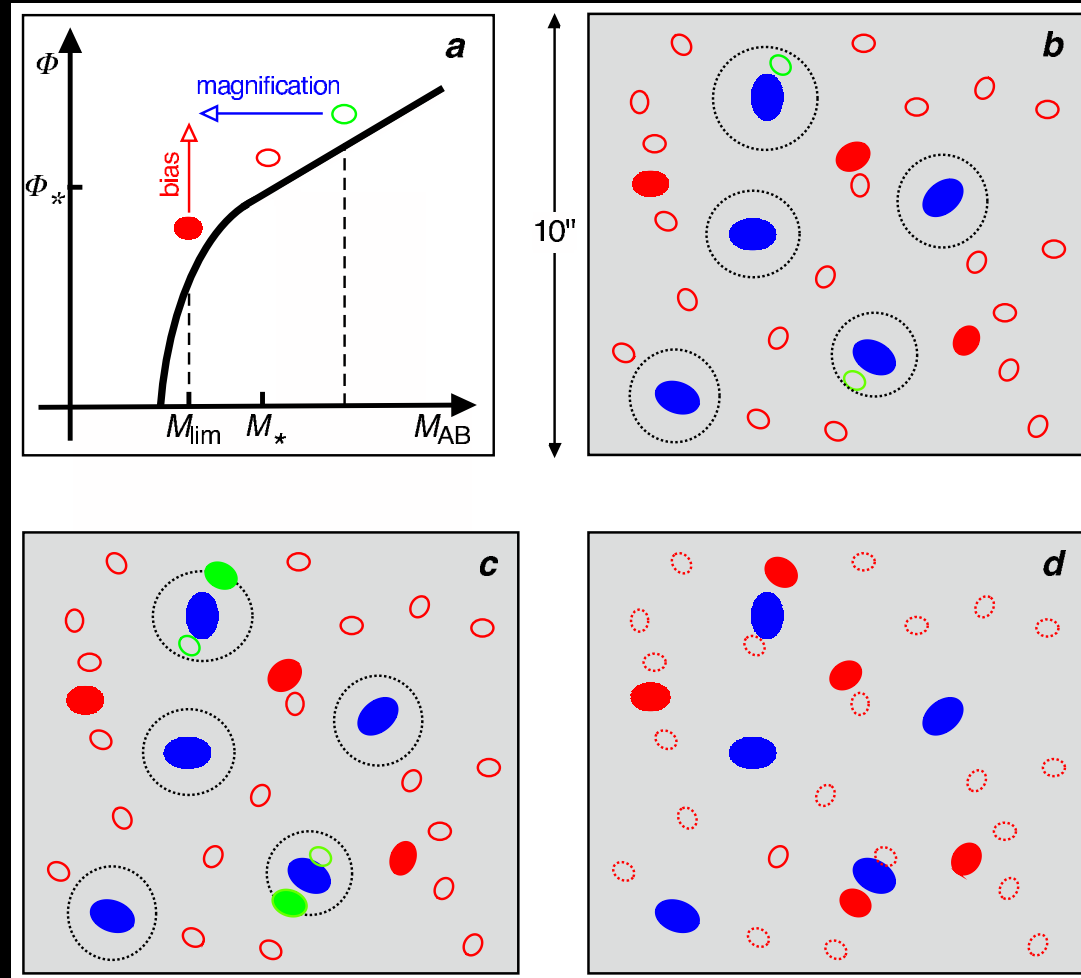 a
Φ
magnification
bias
Φ*
Mlim
M*
MAB
10"
b
c
d